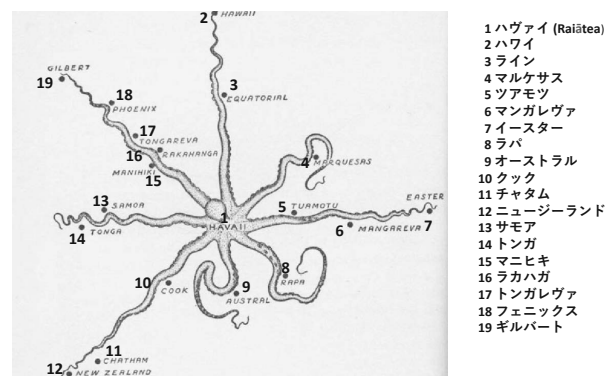 2
HAWAII
GILBERT
19
3
EQUATORIAL
18
PHOENIX
17
TONGAREVA
16
RAKAHANGA
MANIHIKI
15
4
MARQUESAS
13
SAMOA
14
TONGA
1
HAVAII
5
TUAMOTU
EASTER
6
MANGAREVA
7
10
COOK
9
AUSTRAL
8
RAPA
11
CHATHAM
12
NEW ZEALAND
1 ハヴァイ (Raiātea)
2 ハワイ
3 ライン
4 マルケサス
5 ツアモツ
6 マンガレヴァ
7 イースター
8 ラパ
9 オーストラル
10 クック
11 チャタム
12 ニュージーランド
13 サモア
14 トンガ
15 マニヒキ
16 ラカハガ
17 トンガレヴァ
18 フェニックス
19 ギルバート